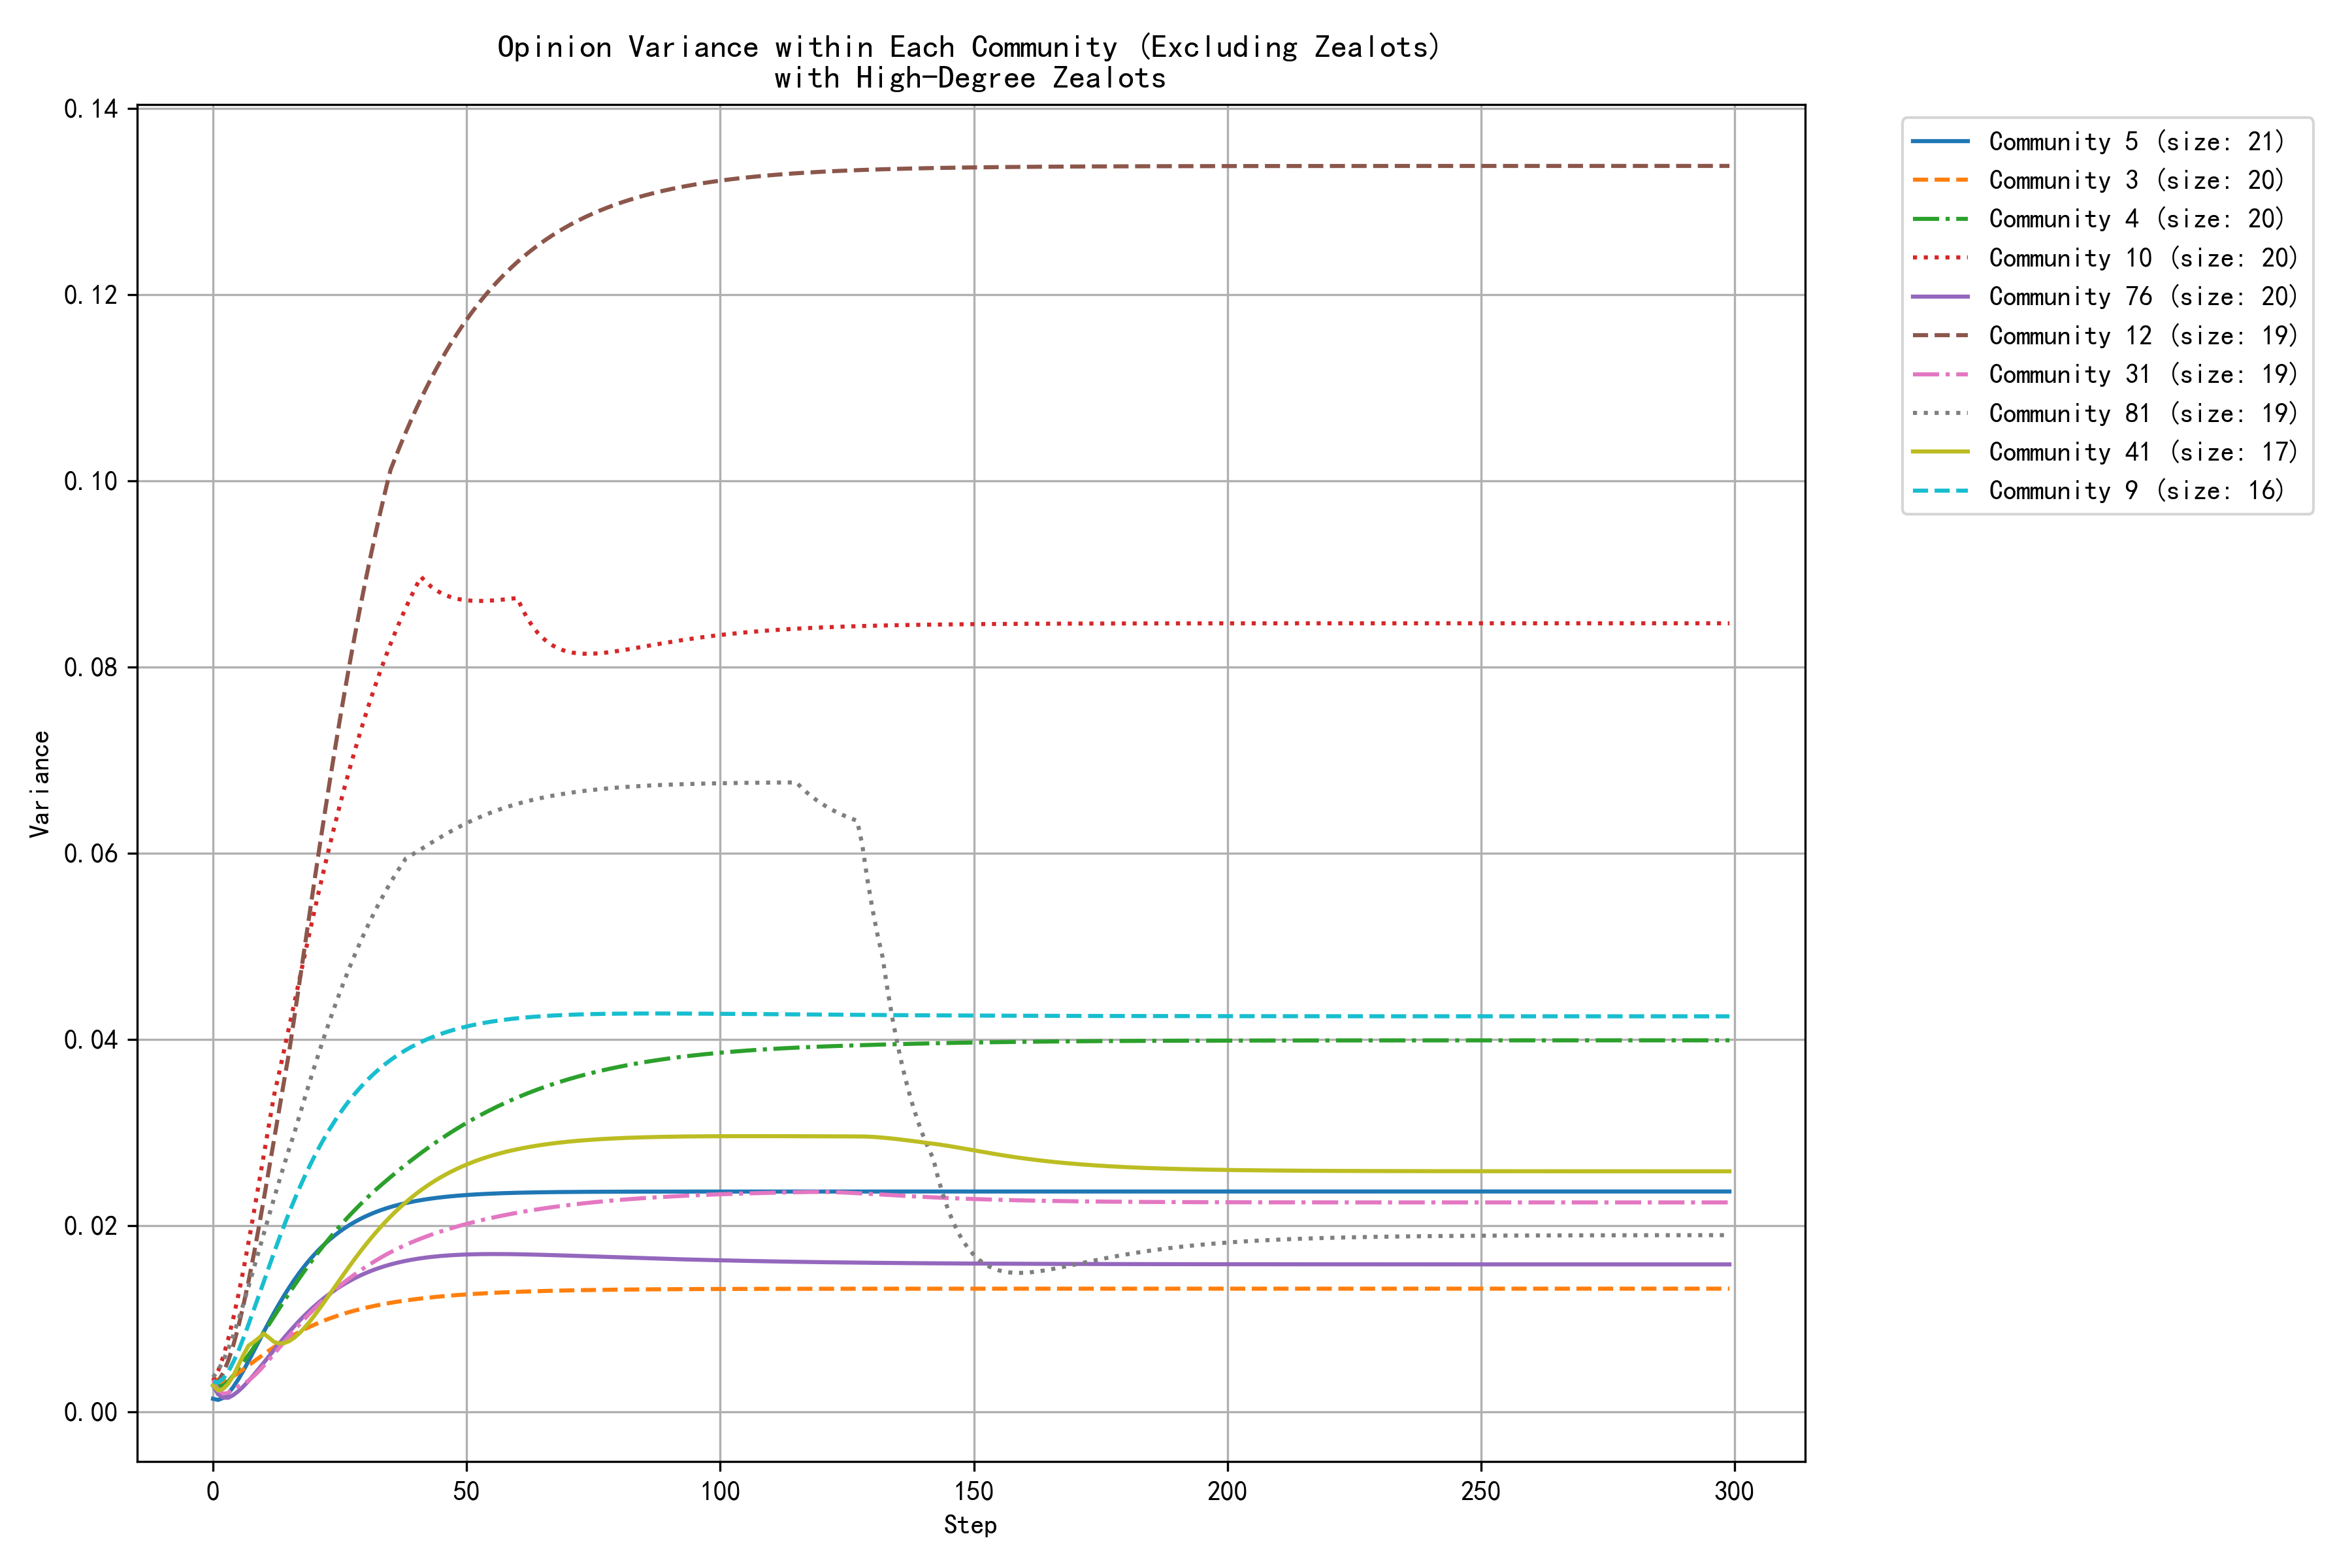 Opinion Variance within Each Community (Excluding Zealots)
with High-Degree Zealots
0.14
0.12
0.10
0.08
0.06
0.04
0.02
0.00
Variance
0
50
100
150
200
250
300
Step
Community 5 (size: 21)
Community 3 (size: 20)
Community 4 (size: 20)
Community 10 (size: 20)
Community 76 (size: 20)
Community 12 (size: 19)
Community 31 (size: 19)
Community 81 (size: 19)
Community 41 (size: 17)
Community 9 (size: 16)